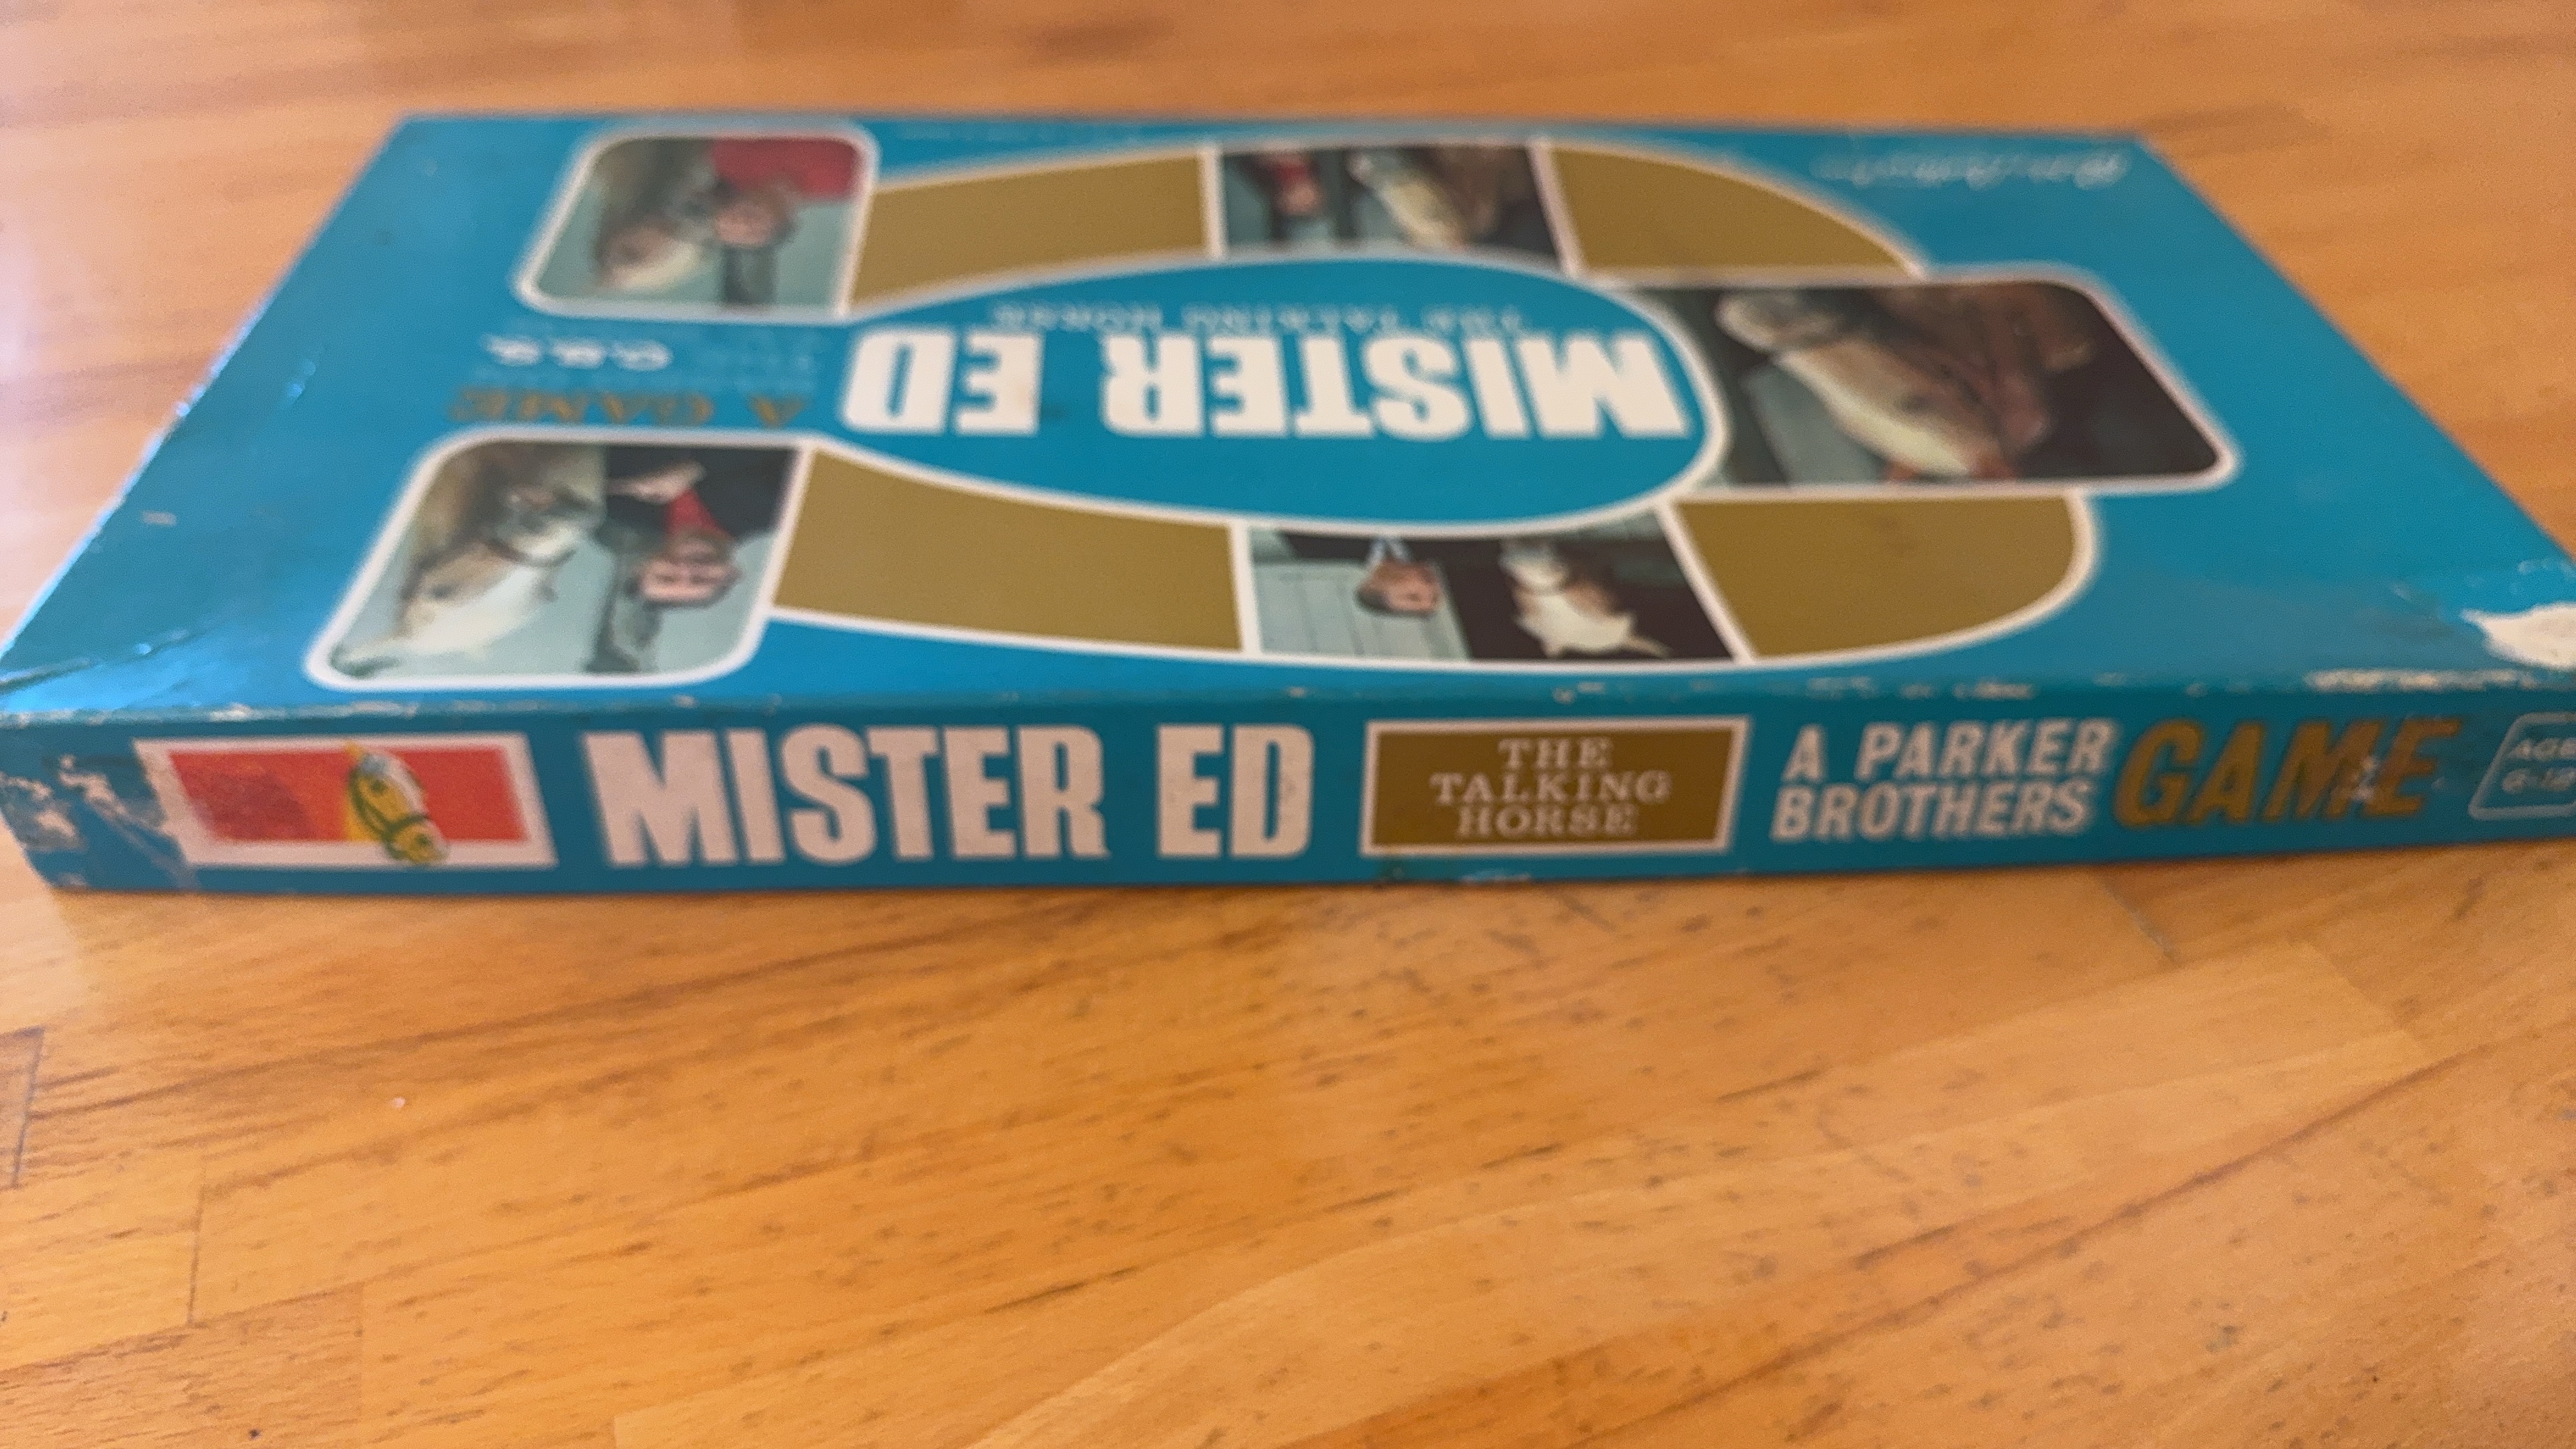 MISTER ED
THE TALKING HORSE
A GAME
C.B.S.
MISTER ED
THE
TALKING
HORSE
A PARKER
BROTHERS
GAME